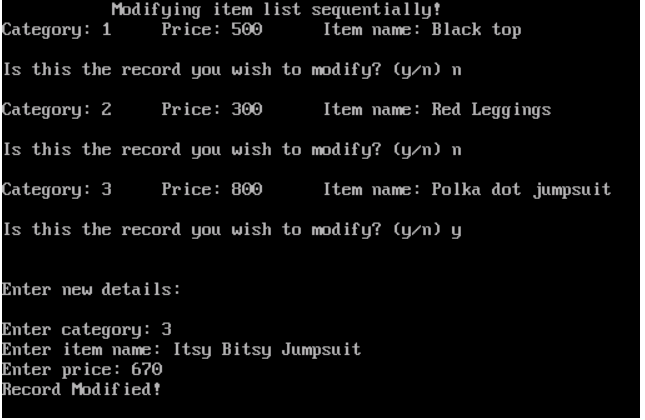 Modifying item list sequentially!
Category: 1 Price: 500 Item name: Black top
Is this the record you wish to modify? (y/n) n
Category: 2 Price: 300 Item name: Red Leggings
Is this the record you wish to modify? (y/n) n
Category: 3 Price: 800 Item name: Polka dot jumpsuit
Is this the record you wish to modify? (y/n) y
Enter new details:
Enter category: 3
Enter item name: Itsy Bitsy Jumpsuit
Enter price: 670
Record Modified!